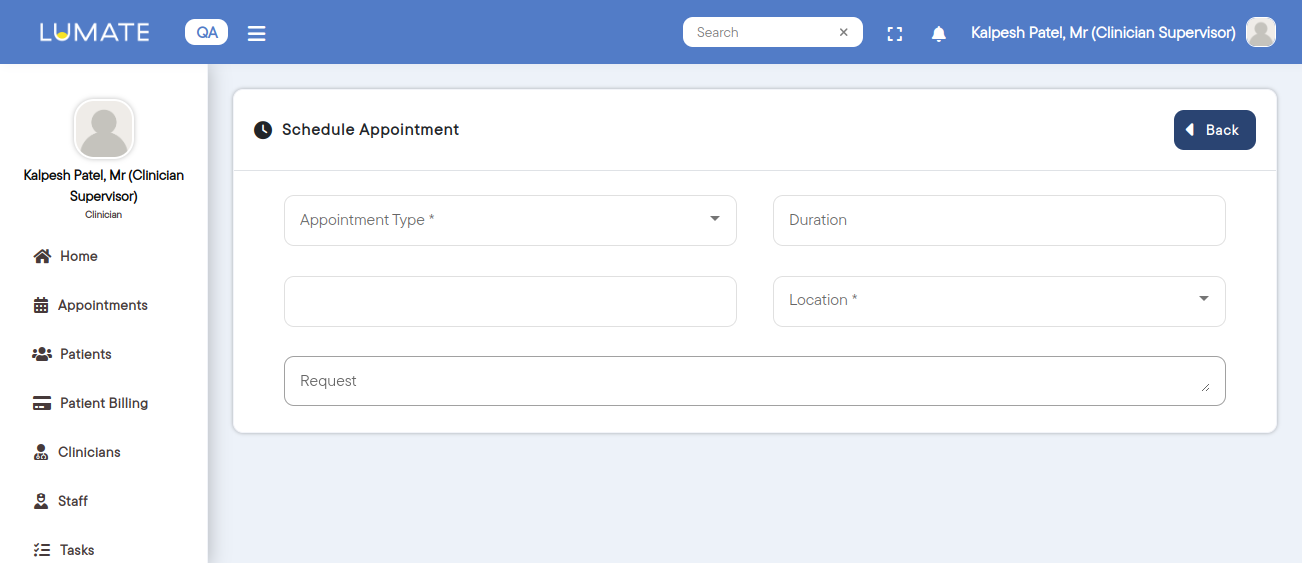 LUMATE
QA
Search
Kalpesh Patel, Mr (Clinician Supervisor)
Kalpesh Patel, Mr (Clinician
Supervisor)
Clinician
Home
Appointments
Patients
Patient Billing
Clinicians
Staff
Tasks
Schedule Appointment
Back
Appointment Type *
Duration
Location *
Request